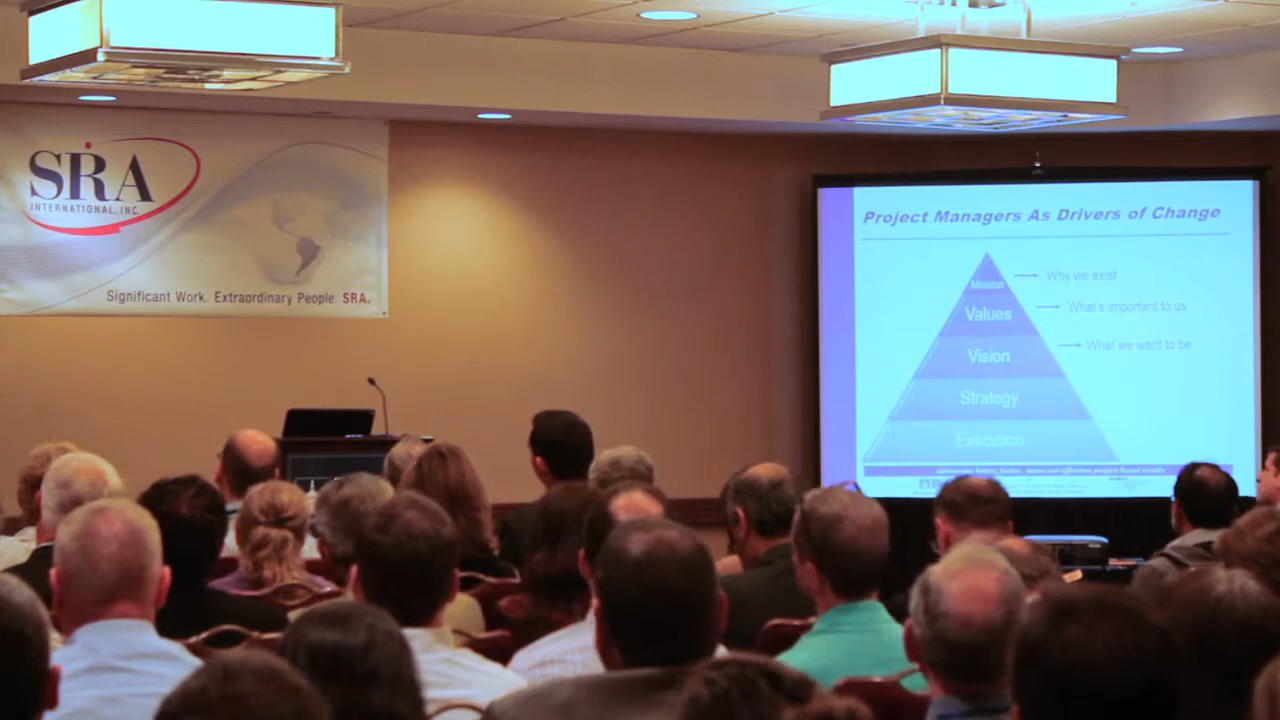 SRA
INTERNATIONAL, INC.
Significant Work. Extraordinary People. SRA.
Project Managers As Drivers of Change
Mission
Why we exist
Values
What's important to us
Vision
What we want to be
Strategy
Execution